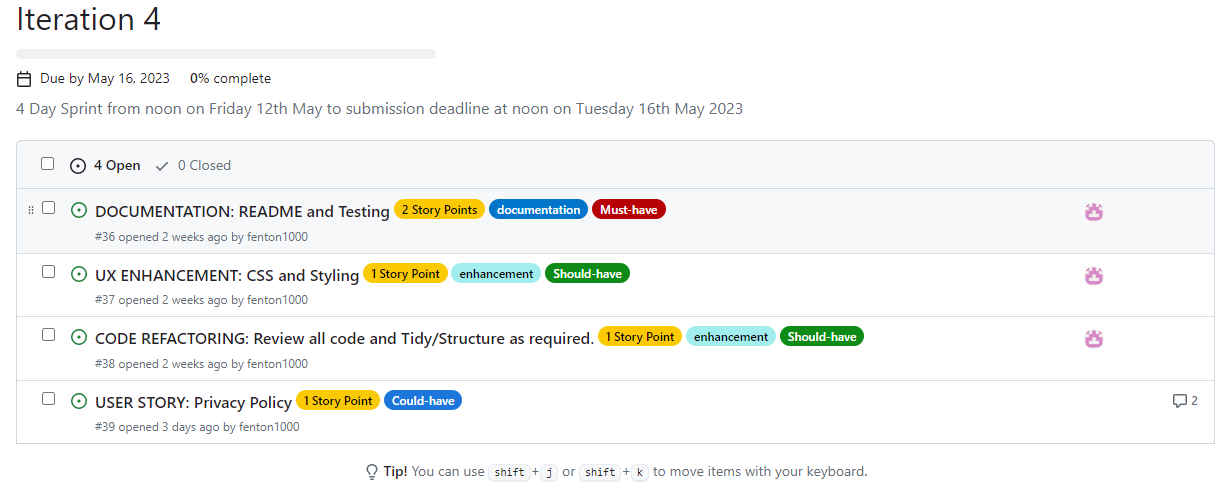 Iteration 4
Due by May 16, 2023 0% complete
4 Day Sprint from noon on Friday 12th May to submission deadline at noon on Tuesday 16th May 2023
4 Open 0 Closed
DOCUMENTATION: README and Testing 2 Story Points documentation Must-have
#36 opened 2 weeks ago by fenton1000
UX ENHANCEMENT: CSS and Styling 1 Story Point enhancement Should-have
#37 opened 2 weeks ago by fenton1000
CODE REFACTORING: Review all code and Tidy/Structure as required. 1 Story Point enhancement Should-have
#38 opened 2 weeks ago by fenton1000
USER STORY: Privacy Policy 1 Story Point Could-have 2
#39 opened 3 days ago by fenton1000
Tip! You can use shift+j or shift+k to move items with your keyboard.